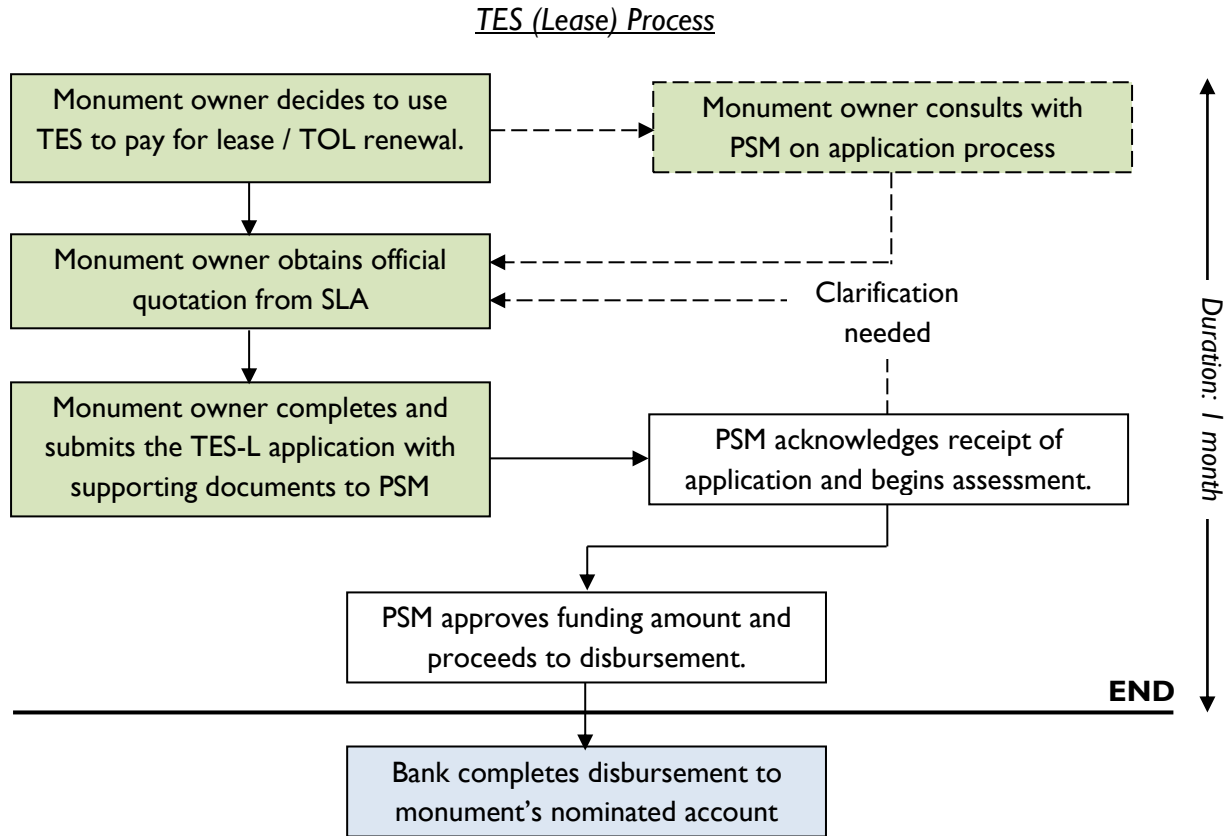 TES (Lease) Process
Monument owner decides to use
TES to pay for lease / TOL renewal.
Monument owner consults with
PSM on application process
Monument owner obtains official
quotation from SLA
Clarification
needed
Monument owner completes and
submits the TES-L application with
supporting documents to PSM
PSM acknowledges receipt of
application and begins assessment.
PSM approves funding amount and
proceeds to disbursement.
END
Bank completes disbursement to
monument's nominated account
Duration: 1 month